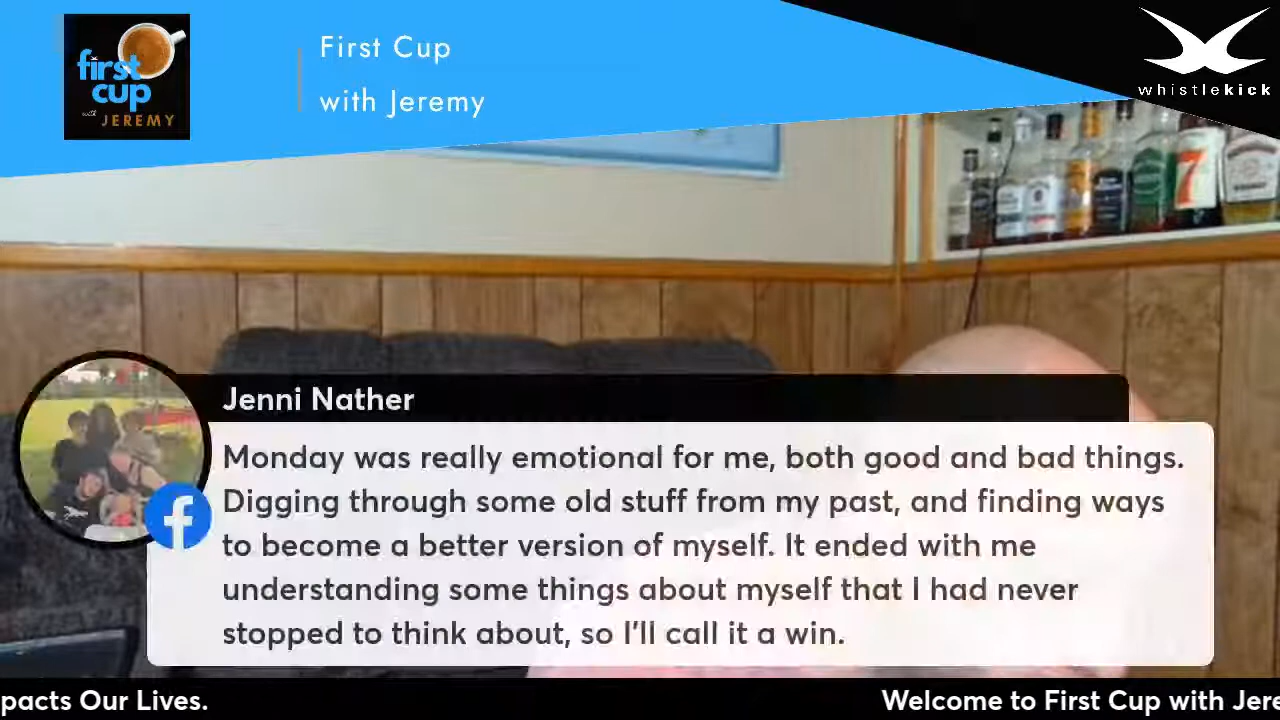 first
cup
with
JEREMY
First Cup
with Jeremy
whistlekick
7
Jenni Nather
Monday was really emotional for me, both good and bad things.
Digging through some old stuff from my past, and finding ways
to become a better version of myself. It ended with me
understanding some things about myself that I had never
stopped to think about, so I'll call it a win.
pacts Our Lives.
Welcome to First Cup with Jere